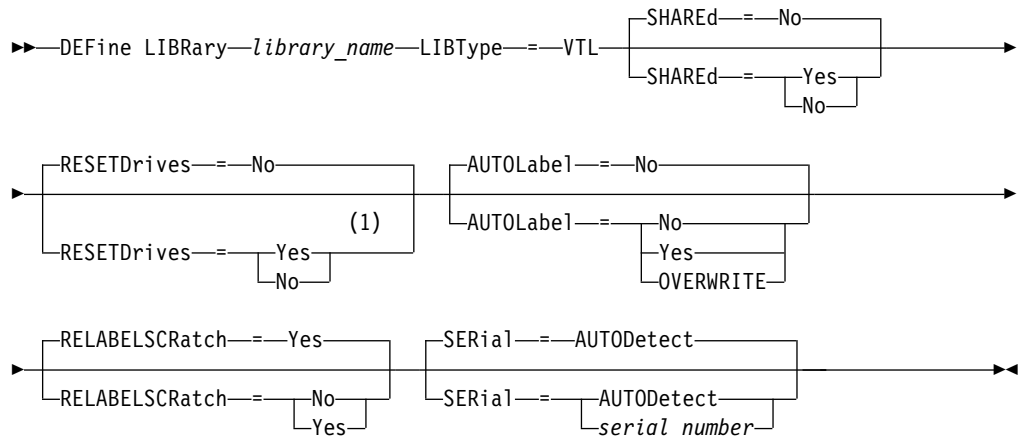 SHAREd = No
DEFine LIBRary library_name LIBType = VTL
SHAREd = Yes
No
RESETDrives = No AUTOLabel = No
(1)
RESETDrives = Yes AUTOLabel = No
No Yes
OVERWRITE
RELABELSCRatch = Yes SERial = AUTODetect
RELABELSCRatch = No SERial = AUTODetect
Yes serial number